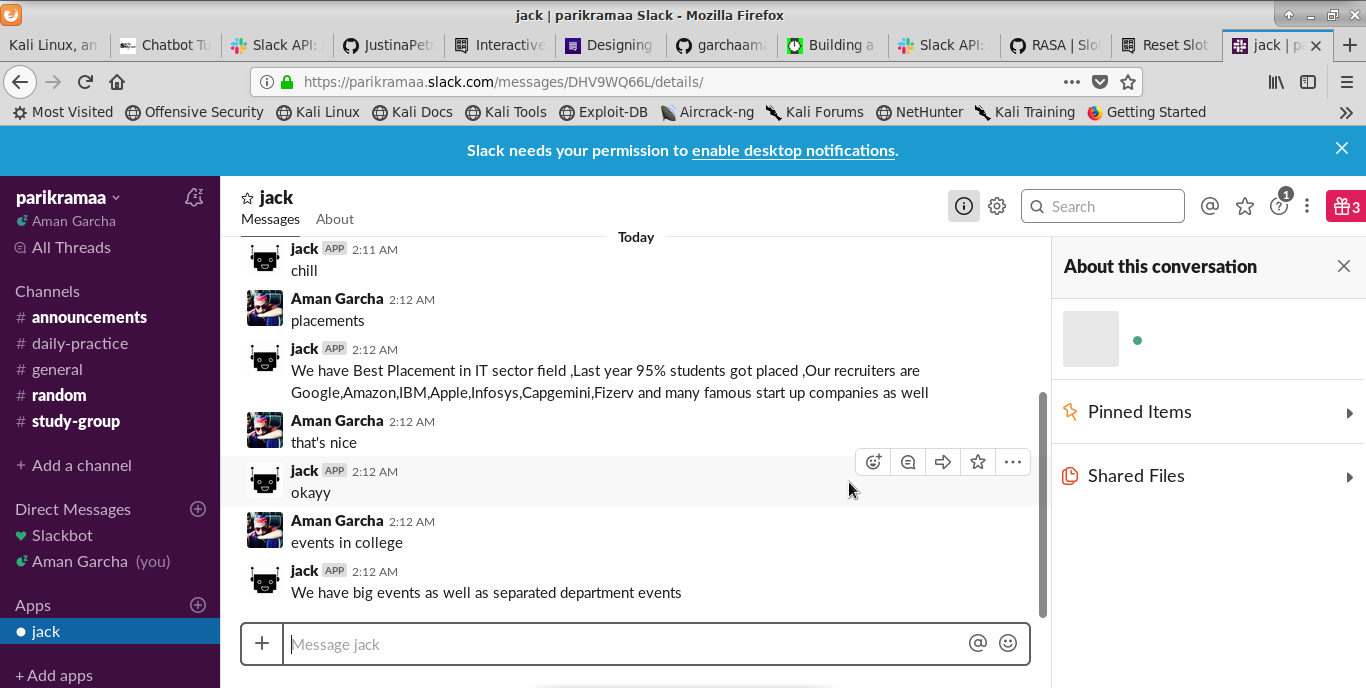 jack | parikramaa Slack - Mozilla Firefox
Kali Linux, an
Chatbot Tu
Slack API:
JustinaPetr
Interactive
Designing
garchaam
Building a
Slack API:
RASA | Slo
Reset Slot
jack | p
https://parikramaa.slack.com/messages/DHV9WQ66L/details/
Most Visited
Offensive Security
Kali Linux
Kali Docs
Kali Tools
Exploit-DB
Aircrack-ng
Kali Forums
NetHunter
Kali Training
Getting Started
Slack needs your permission to enable desktop notifications.
parikramaa
Aman Garcha
All Threads
Channels
# announcements
# daily-practice
# general
# random
# study-group
+ Add a channel
Direct Messages
Slackbot
Aman Garcha (you)
Apps
jack
+ Add apps
jack
Messages About
Search
1
3
Today
jack APP 2:11 AM
chill
Aman Garcha 2:12 AM
placements
jack APP 2:12 AM
We have Best Placement in IT sector field ,Last year 95% students got placed ,Our recruiters are
Google,Amazon,IBM,Apple,Infosys,Capgemini,Fizerv and many famous start up companies as well
Aman Garcha 2:12 AM
that's nice
jack APP 2:12 AM
okayy
Aman Garcha 2:12 AM
events in college
jack APP 2:12 AM
We have big events as well as separated department events
Message jack
About this conversation
Pinned Items
Shared Files